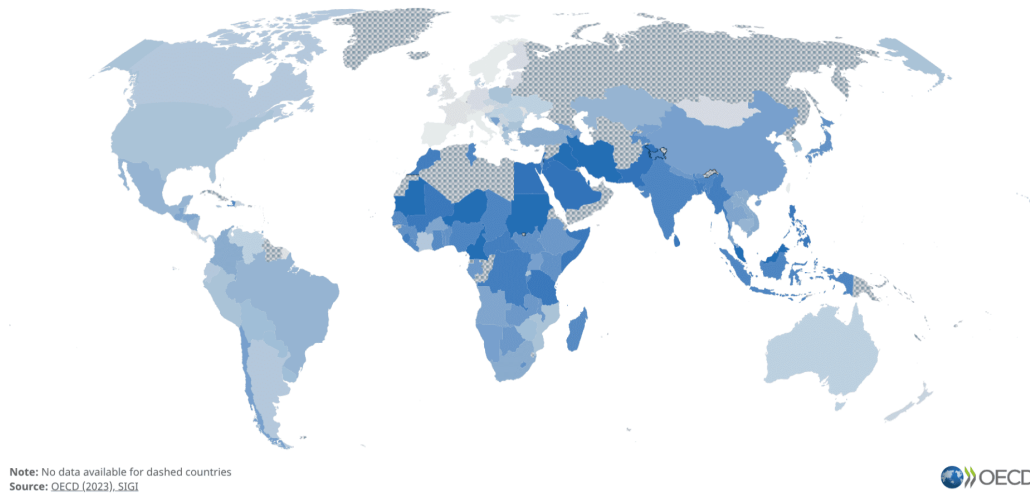 Note: No data available for dashed countries
Source: OECD (2023), SIGI
OECD